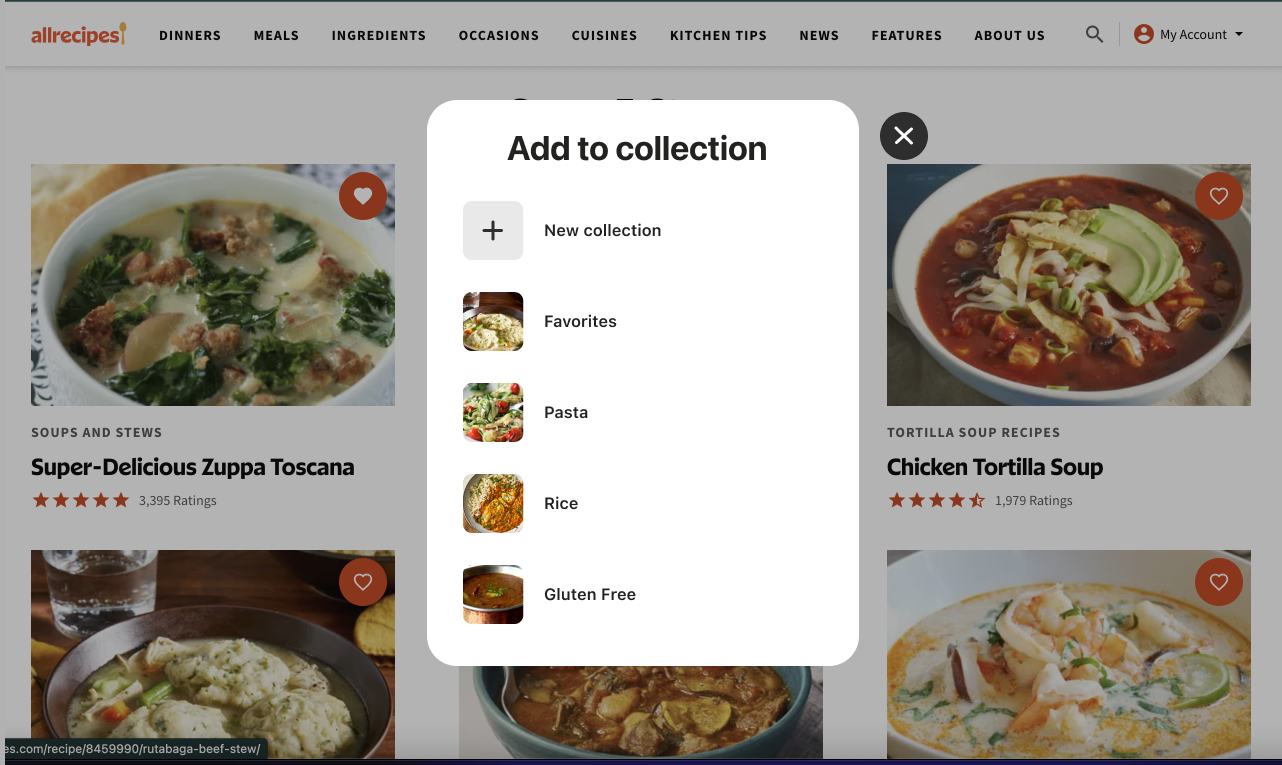 allrecipes
DINNERS MEALS INGREDIENTS OCCASIONS CUISINES KITCHEN TIPS NEWS FEATURES ABOUT US My Account
Add to collection
New collection
Favorites
Pasta
Rice
Gluten Free
SOUPS AND STEWS
Super-Delicious Zuppa Toscana
3,395 Ratings
TORTILLA SOUP RECIPES
Chicken Tortilla Soup
1,979 Ratings
es.com/recipe/8459990/rutabaga-beef-stew/